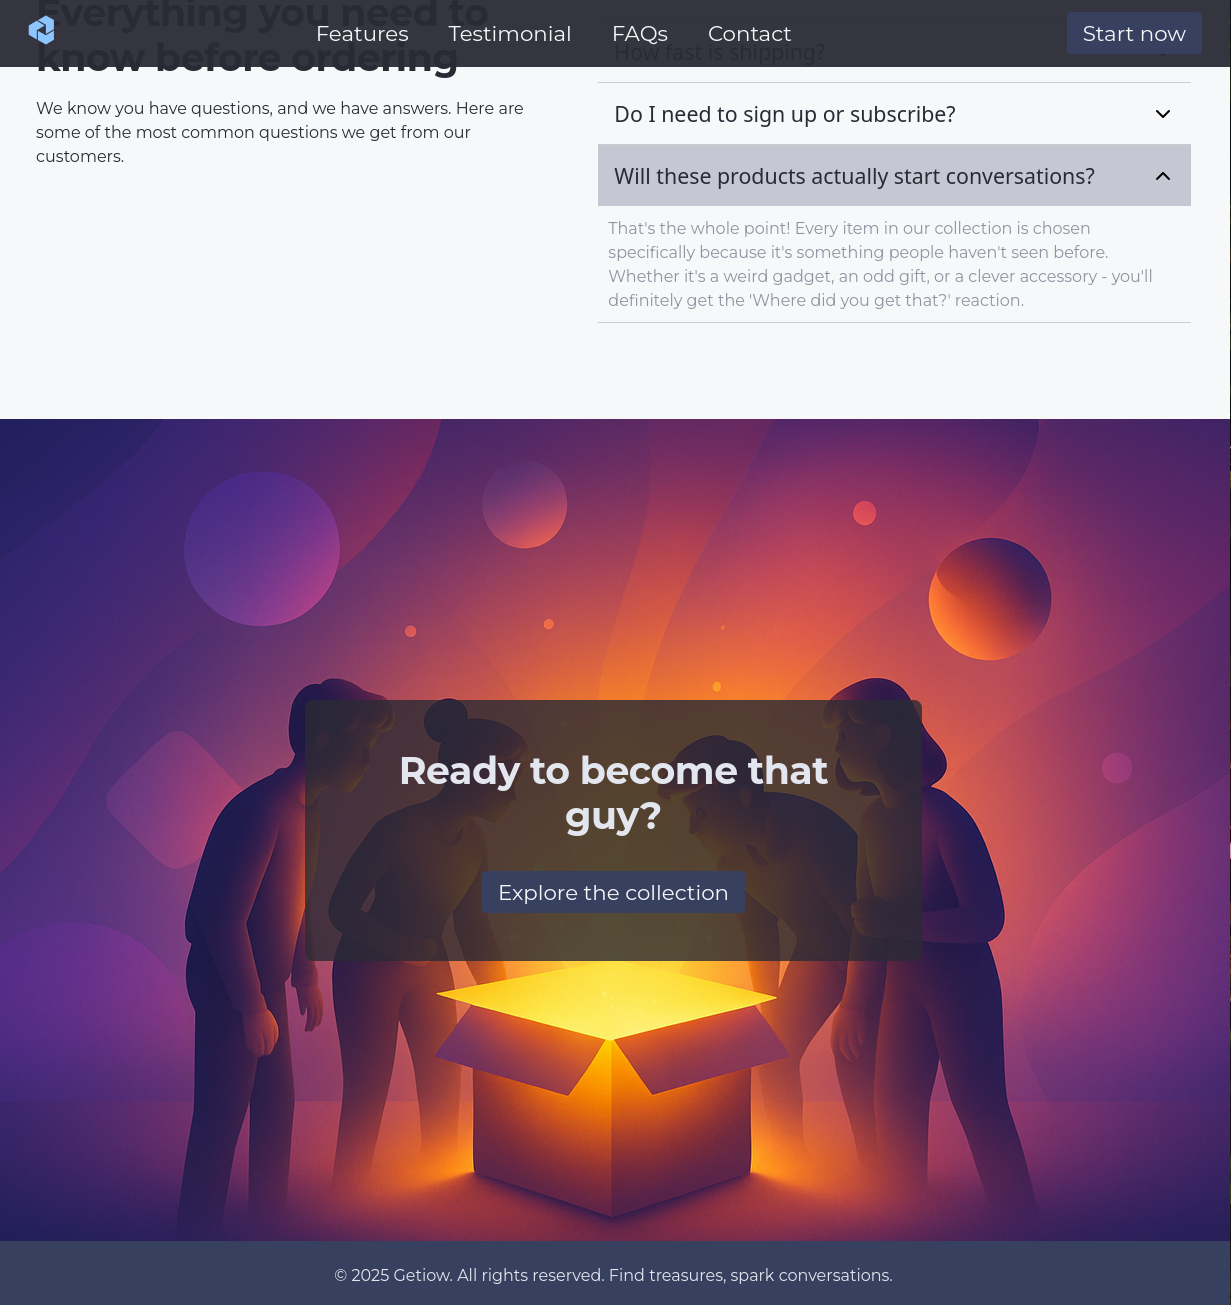 Everything you need to
know before ordering
Features Testimonial FAQs Contact
Start now
How fast is shipping?
We know you have questions, and we have answers. Here are
some of the most common questions we get from our
customers.
Do I need to sign up or subscribe?
Will these products actually start conversations?
That's the whole point! Every item in our collection is chosen
specifically because it's something people haven't seen before.
Whether it's a weird gadget, an odd gift, or a clever accessory - you'll
definitely get the 'Where did you get that?' reaction.
Ready to become that
guy?
Explore the collection
© 2025 Getiow. All rights reserved. Find treasures, spark conversations.